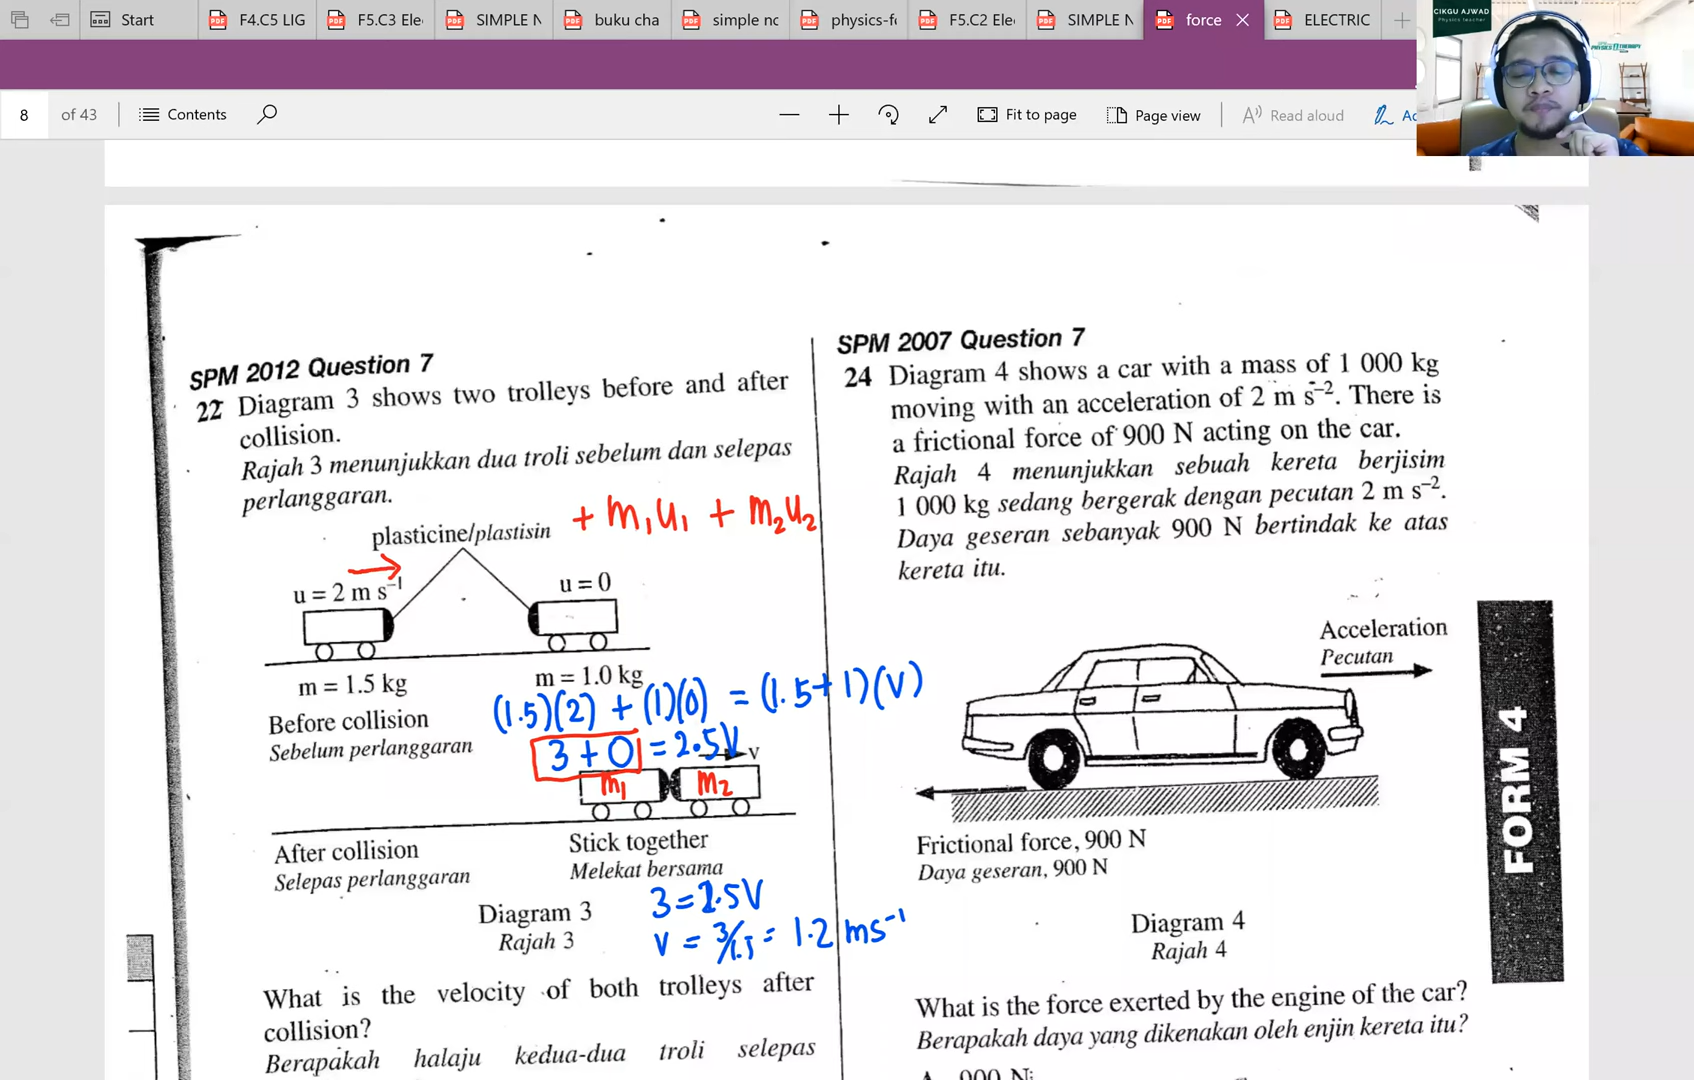 Start
F4.C5 LIG
F5.C3 Ele
SIMPLE N
buku cha
simple no
physics-fe
F5.C2 Ele
SIMPLE N
force
ELECTRIC
CIKGU AJWAD
Physics teacher
8 of 43
Contents
Fit to page
Page view
Read aloud
SPM 2012 Question 7
22 Diagram 3 shows two trolleys before and after
collision.
Rajah 3 menunjukkan dua troli sebelum dan selepas
perlanggaran.
+ m₁u₁ + m₂u₂
plasticine/plastisin
u = 2 m s⁻¹
u = 0
m = 1.5 kg
m = 1.0 kg
(1.5)(2) + (1)(0) = (1.5+1)(v)
Before collision
Sebelum perlanggaran
3 + 0 = 2.5V
v
m₁
m₂
After collision
Selepas perlanggaran
Stick together
Melekat bersama
Diagram 3
Rajah 3
3 = 2.5V
1.2 ms⁻¹
What is the velocity of both trolleys after
collision?
Berapakah halaju kedua-dua troli selepas
SPM 2007 Question 7
24 Diagram 4 shows a car with a mass of 1 000 kg
moving with an acceleration of 2 m s⁻². There is
a frictional force of 900 N acting on the car.
Rajah 4 menunjukkan sebuah kereta berjisim
1 000 kg sedang bergerak dengan pecutan 2 m s⁻².
Daya geseran sebanyak 900 N bertindak ke atas
kereta itu.
Acceleration
Pecutan
Frictional force, 900 N
Daya geseran, 900 N
Diagram 4
Rajah 4
What is the force exerted by the engine of the car?
Berapakah daya yang dikenakan oleh enjin kereta itu?
A 900 N
FORM 4